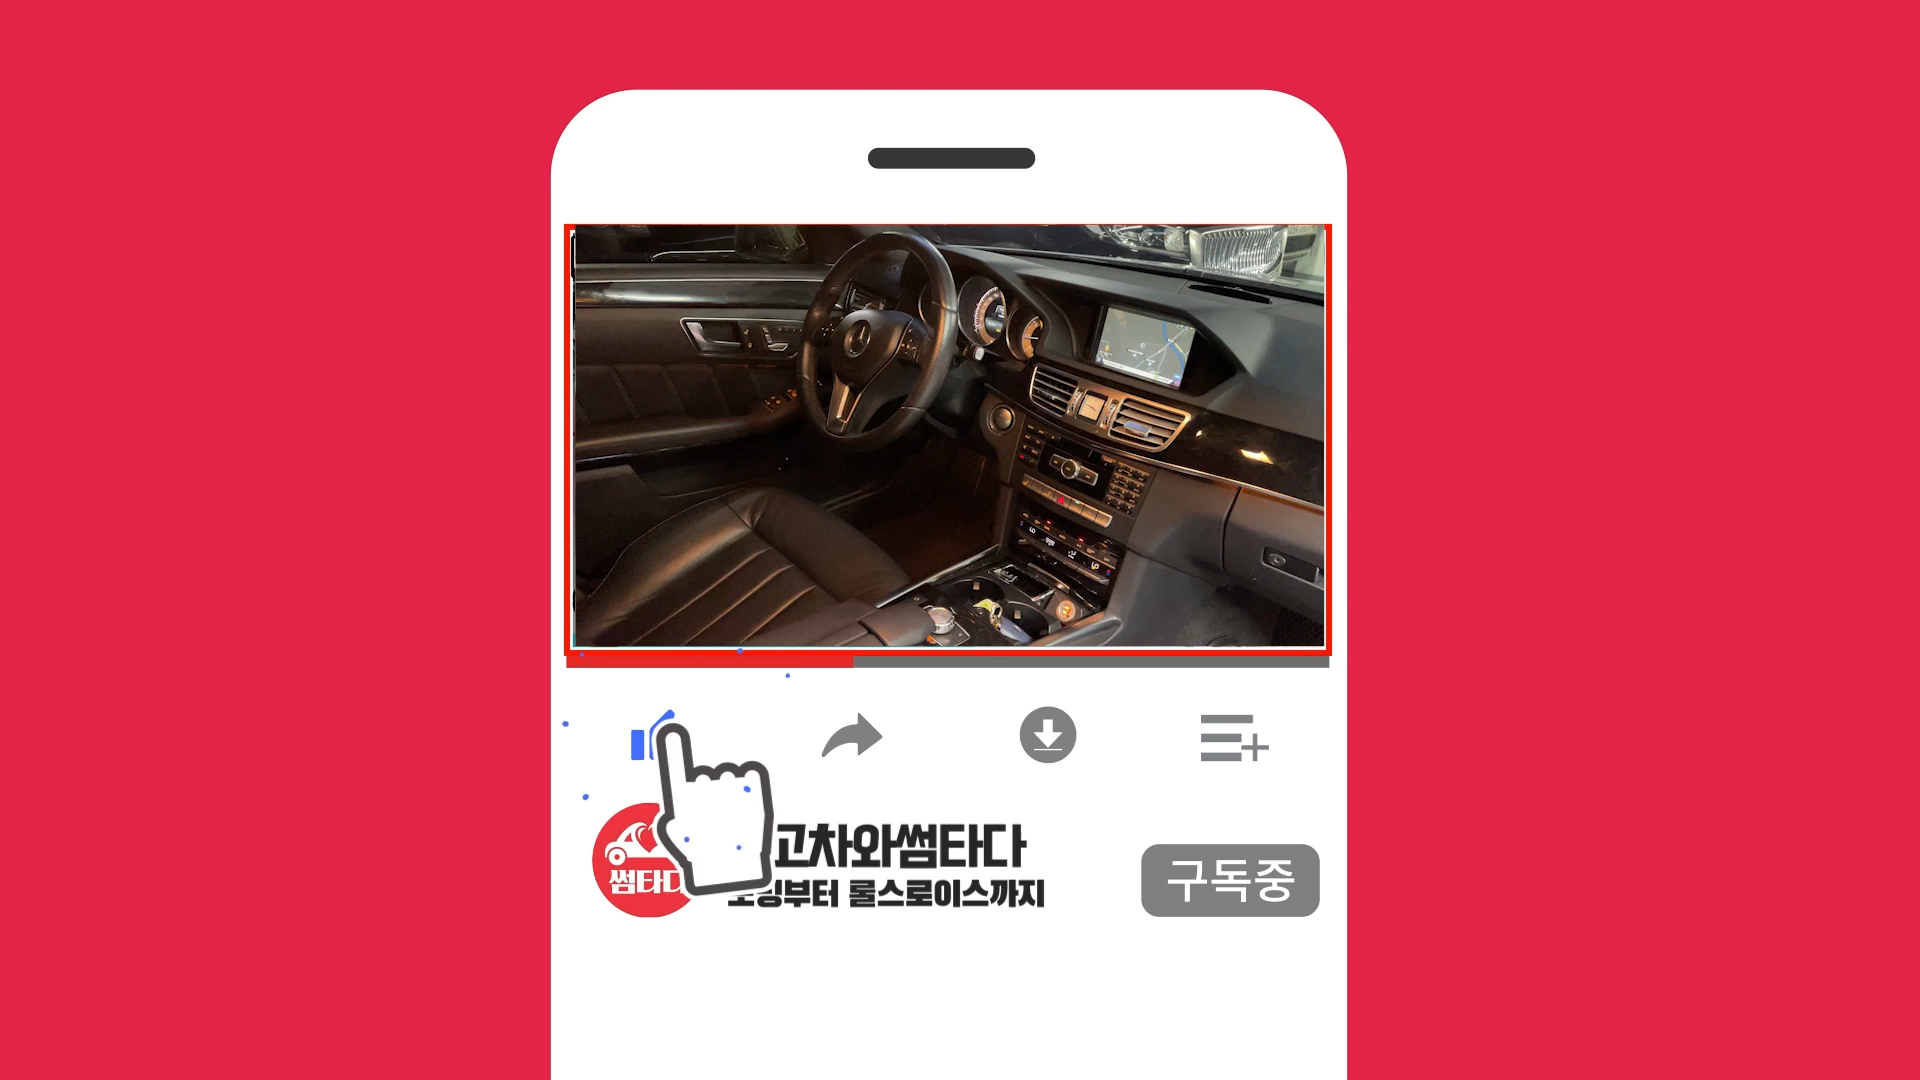 고차와썸타다
부터 롤스로이스까지
썸타다
구독중